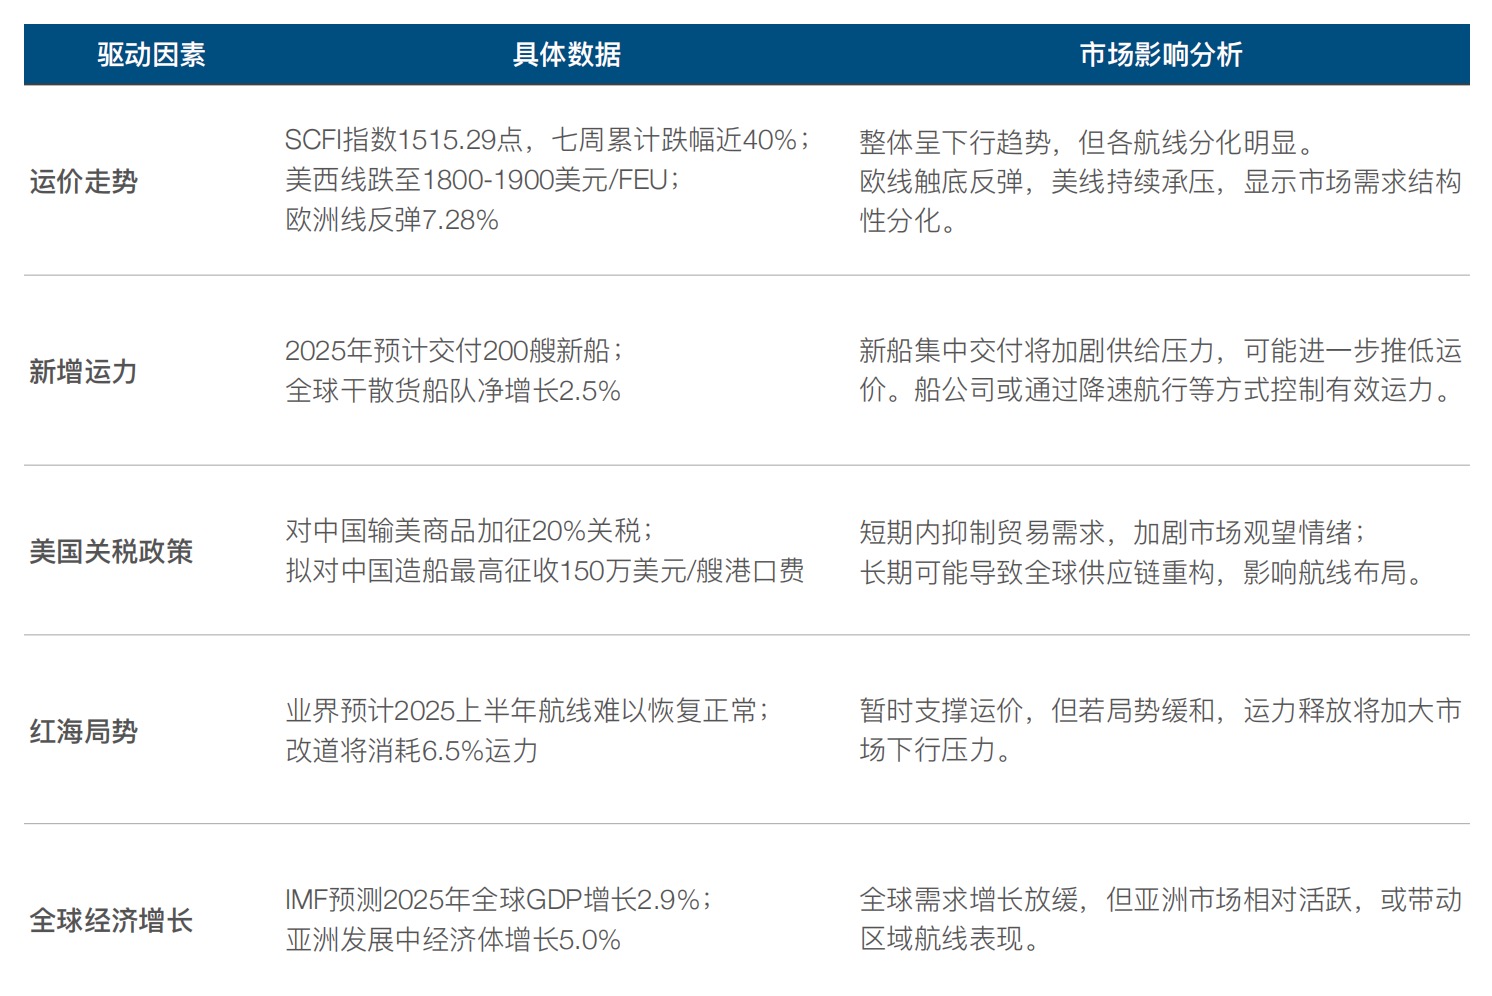 驱动因素 具体数据 市场影响分析
运价走势
SCFI指数1515.29点，七周累计跌幅近40%；
美西线跌至1800-1900美元/FEU；
欧洲线反弹7.28%
整体呈下行趋势，但各航线分化明显。
欧线触底反弹，美线持续承压，显示市场需求结构
性分化。
新增运力
2025年预计交付200艘新船；
全球干散货船队净增长2.5%
新船集中交付将加剧供给压力，可能进一步推低运
价。船公司或通过降速航行等方式控制有效运力。
美国关税政策
对中国输美商品加征20%关税；
拟对中国造船最高征收150万美元/艘港口费
短期内抑制贸易需求，加剧市场观望情绪；
长期可能导致全球供应链重构，影响航线布局。
红海局势
业界预计2025上半年航线难以恢复正常；
改道将消耗6.5%运力
暂时支撑运价，但若局势缓和，运力释放将加大市
场下行压力。
全球经济增长
IMF预测2025年全球GDP增长2.9%；
亚洲发展中经济体增长5.0%
全球需求增长放缓，但亚洲市场相对活跃，或带动
区域航线表现。